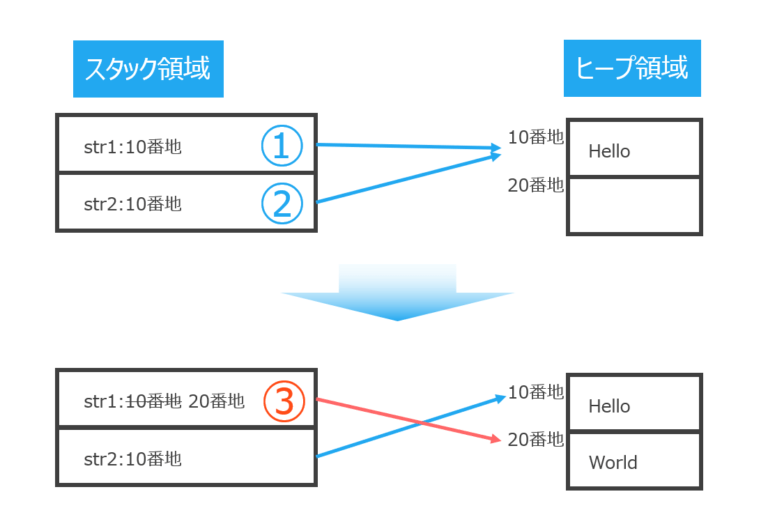 スタック領域
ヒープ領域
str1:10番地
①
10番地
Hello
str2:10番地
②
20番地
str1:10番地 20番地
③
10番地
Hello
str2:10番地
20番地
World